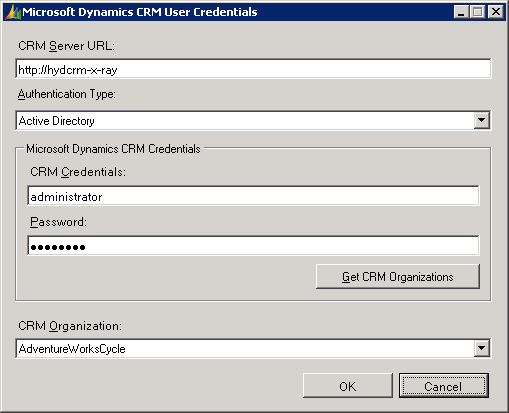 Microsoft Dynamics CRM User Credentials
CRM Server URL:
http://hydcrm-x-ray
Authentication Type:
Active Directory
Microsoft Dynamics CRM Credentials
CRM Credentials:
administrator
Password:
●●●●●●●●
Get CRM Organizations
CRM Organization:
AdventureWorksCycle
OK
Cancel